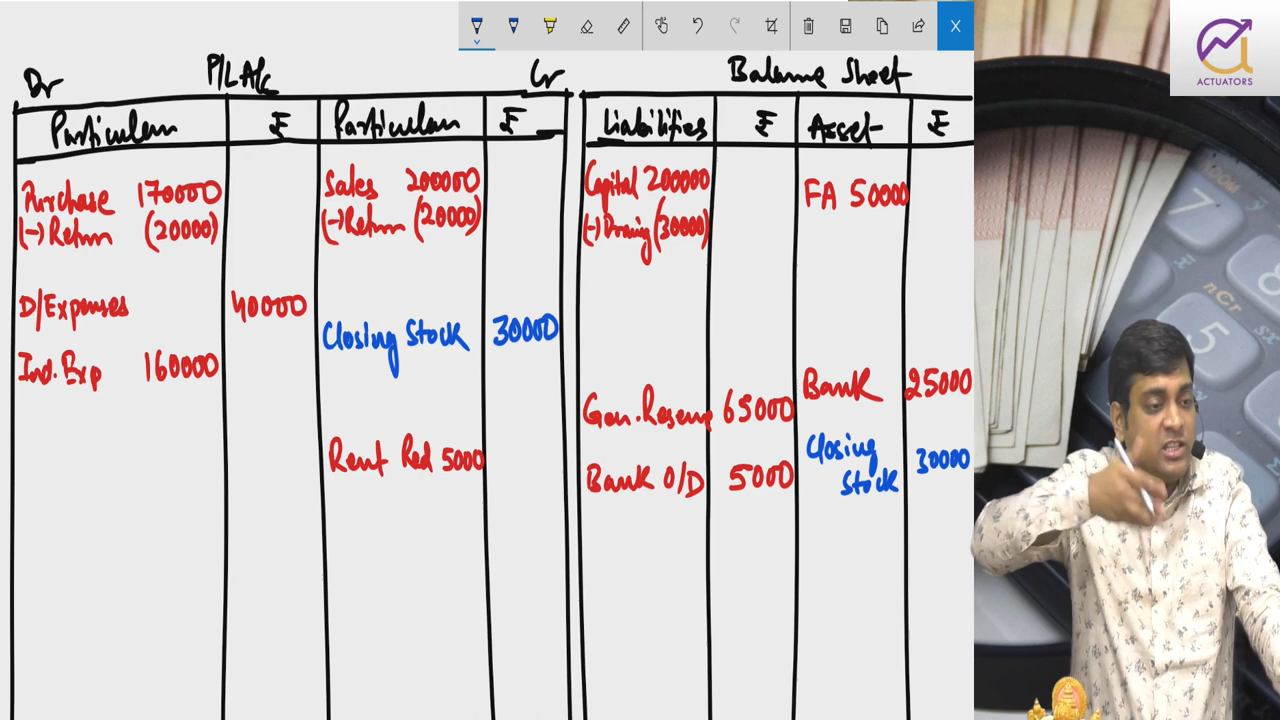 ACTUATORS
Dr P/L A/c Cr
Balance Sheet
Particulars ₹ Particulars ₹
Liabilities ₹ Asset ₹
Purchase 170000
(-) Return (20000)
D/Expenses 40000
Ind. Exp 160000
Sales 200000
(-) Return (20000)
Closing Stock 30000
Rent Red 5000
Capital 200000
(-) Drawing (30000)
Gen. Reserve 65000
Bank O/D 5000
FA 50000
Bank 25000
Closing
Stock 30000